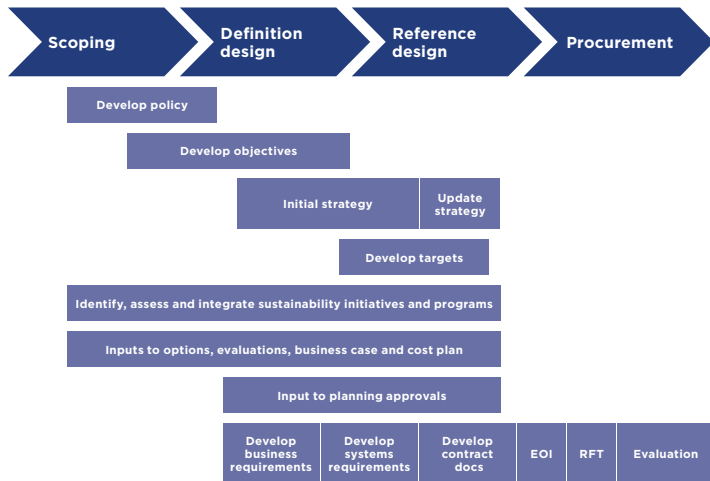 Scoping
Definition
design
Reference
design
Procurement
Develop policy
Develop objectives
Initial strategy
Update
strategy
Develop targets
Identify, assess and integrate sustainability initiatives and programs
Inputs to options, evaluations, business case and cost plan
Input to planning approvals
Develop
business
requirements
Develop
systems
requirements
Develop
contract
docs
EOI
RFT
Evaluation